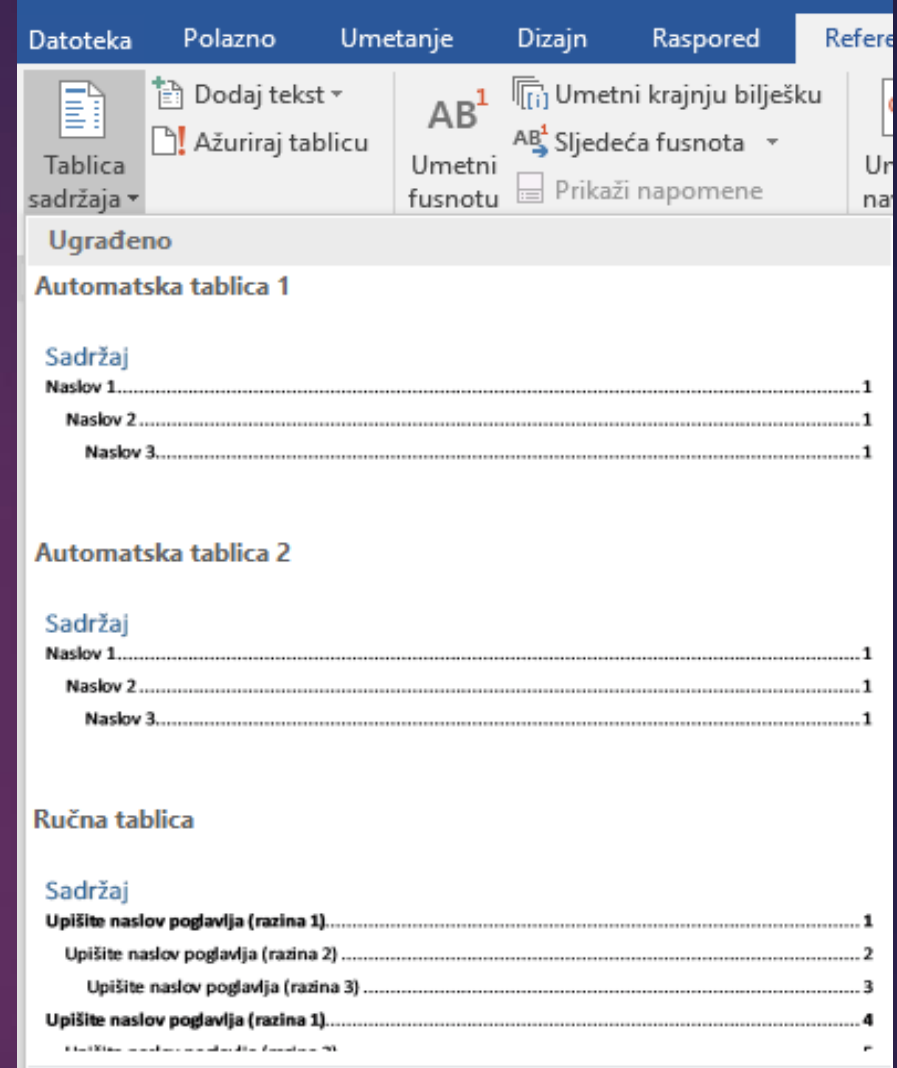 Datoteka Polazno Umetanje Dizajn Raspored Refere
Dodaj tekst
Ažuriraj tablicu
Tablica
sadržaja
AB1
Umetni
fusnotu
[i] Umetni krajnju bilješku
AB1 Sljedeća fusnota
Prikaži napomene
Ugrađeno
Automatska tablica 1
Sadržaj
Naslov 1....................1
Naslov 2....................1
Naslov 3....................1
Automatska tablica 2
Sadržaj
Naslov 1....................1
Naslov 2....................1
Naslov 3....................1
Ručna tablica
Sadržaj
Upišite naslov poglavlja (razina 1)....................1
Upišite naslov poglavlja (razina 2)....................2
Upišite naslov poglavlja (razina 3)....................3
Upišite naslov poglavlja (razina 1)....................4